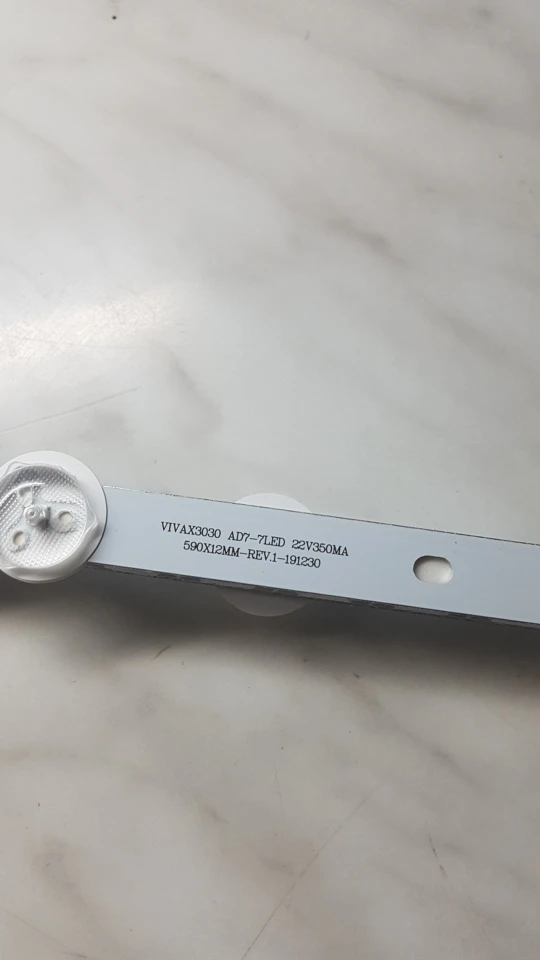 VIVAX3030 AD7-7LED 22V350MA
590X12MM-REV.1-191230